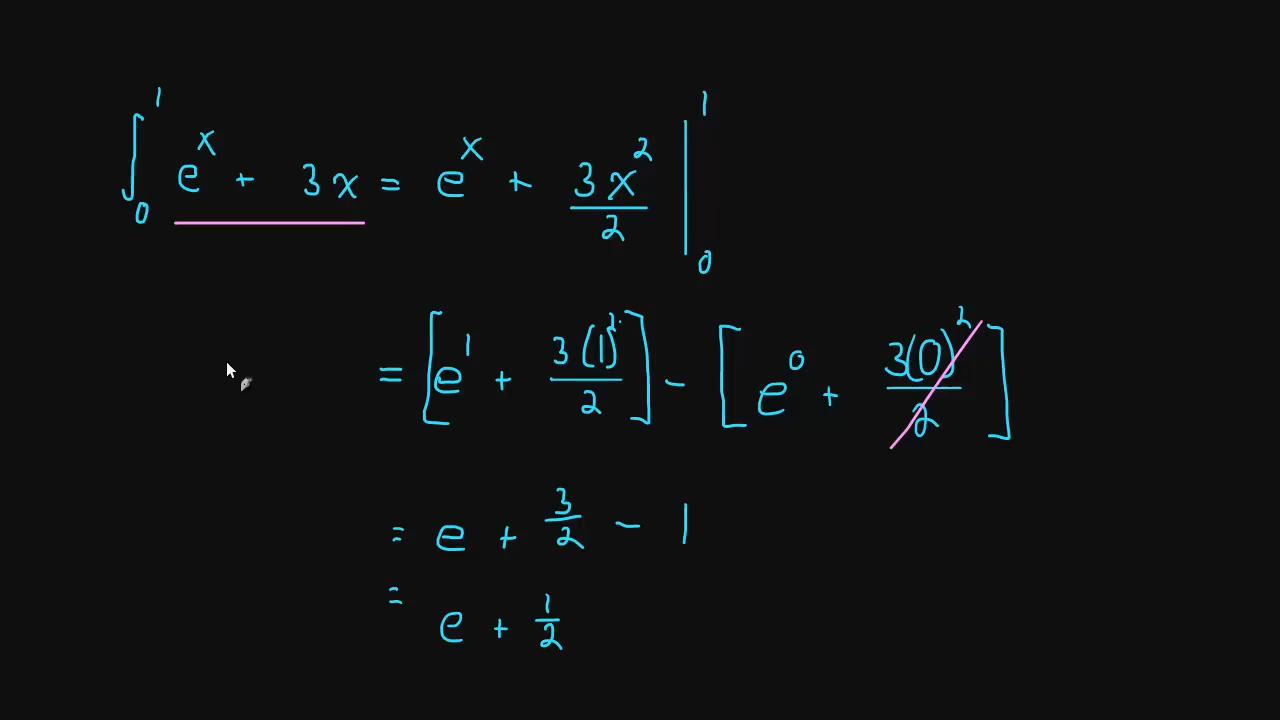 ∫₀¹ eˣ + 3x = eˣ + 3x²/2 |₀¹
= [e¹ + 3(1)²/2] - [e⁰ + 3(0)²/2]
= e + 3/2 - 1
= e + 1/2